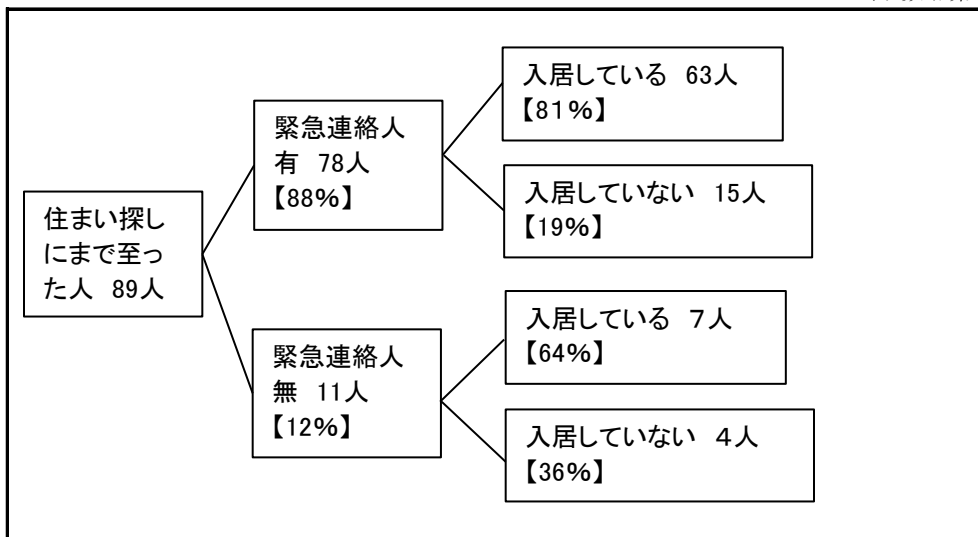 住まい探し
にまで至っ
た人 89人
緊急連絡人
有 78人
【88%】
入居している 63人
【81%】
入居していない 15人
【19%】
緊急連絡人
無 11人
【12%】
入居している 7人
【64%】
入居していない 4人
【36%】